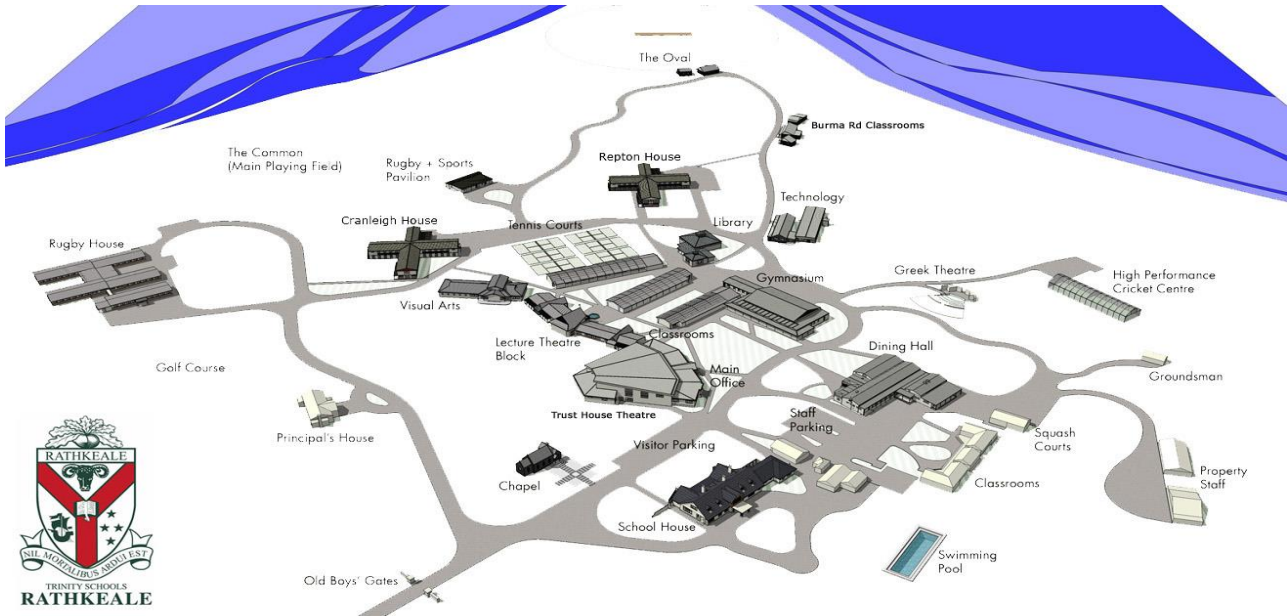 The Oval
Burma Rd Classrooms
The Common
(Main Playing Field)
Rugby + Sports
Pavilion
Repton House
Technology
Cranleigh House
Tennis Courts
Library
Rugby House
Gymnasium
Greek Theatre
High Performance
Cricket Centre
Visual Arts
Lecture Theatre
Block
Classrooms
Dining Hall
Golf Course
Main
Office
Groundsman
Trust House Theatre
Principal's House
Staff
Parking
Visitor Parking
Squash
Courts
Chapel
Classrooms
Property
Staff
School House
Swimming
Pool
Old Boys' Gates
RATHKEALE
NIL MORTALIBUS ARDUI EST
TRINITY SCHOOLS
RATHKEALE